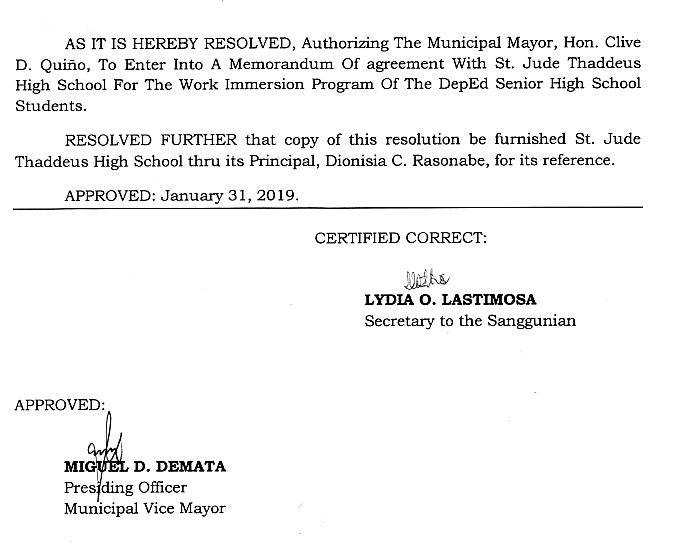 AS IT IS HEREBY RESOLVED, Authorizing The Municipal Mayor, Hon. Clive
D. Quiño, To Enter Into A Memorandum Of agreement With St. Jude Thaddeus
High School For The Work Immersion Program Of The DepEd Senior High School
Students.
RESOLVED FURTHER that copy of this resolution be furnished St. Jude
Thaddeus High School thru its Principal, Dionisia C. Rasonabe, for its reference.
APPROVED: January 31, 2019.
CERTIFIED CORRECT:
LYDIA O. LASTIMOSA
Secretary to the Sanggunian
APPROVED:
MIGUEL D. DEMATA
Presiding Officer
Municipal Vice Mayor